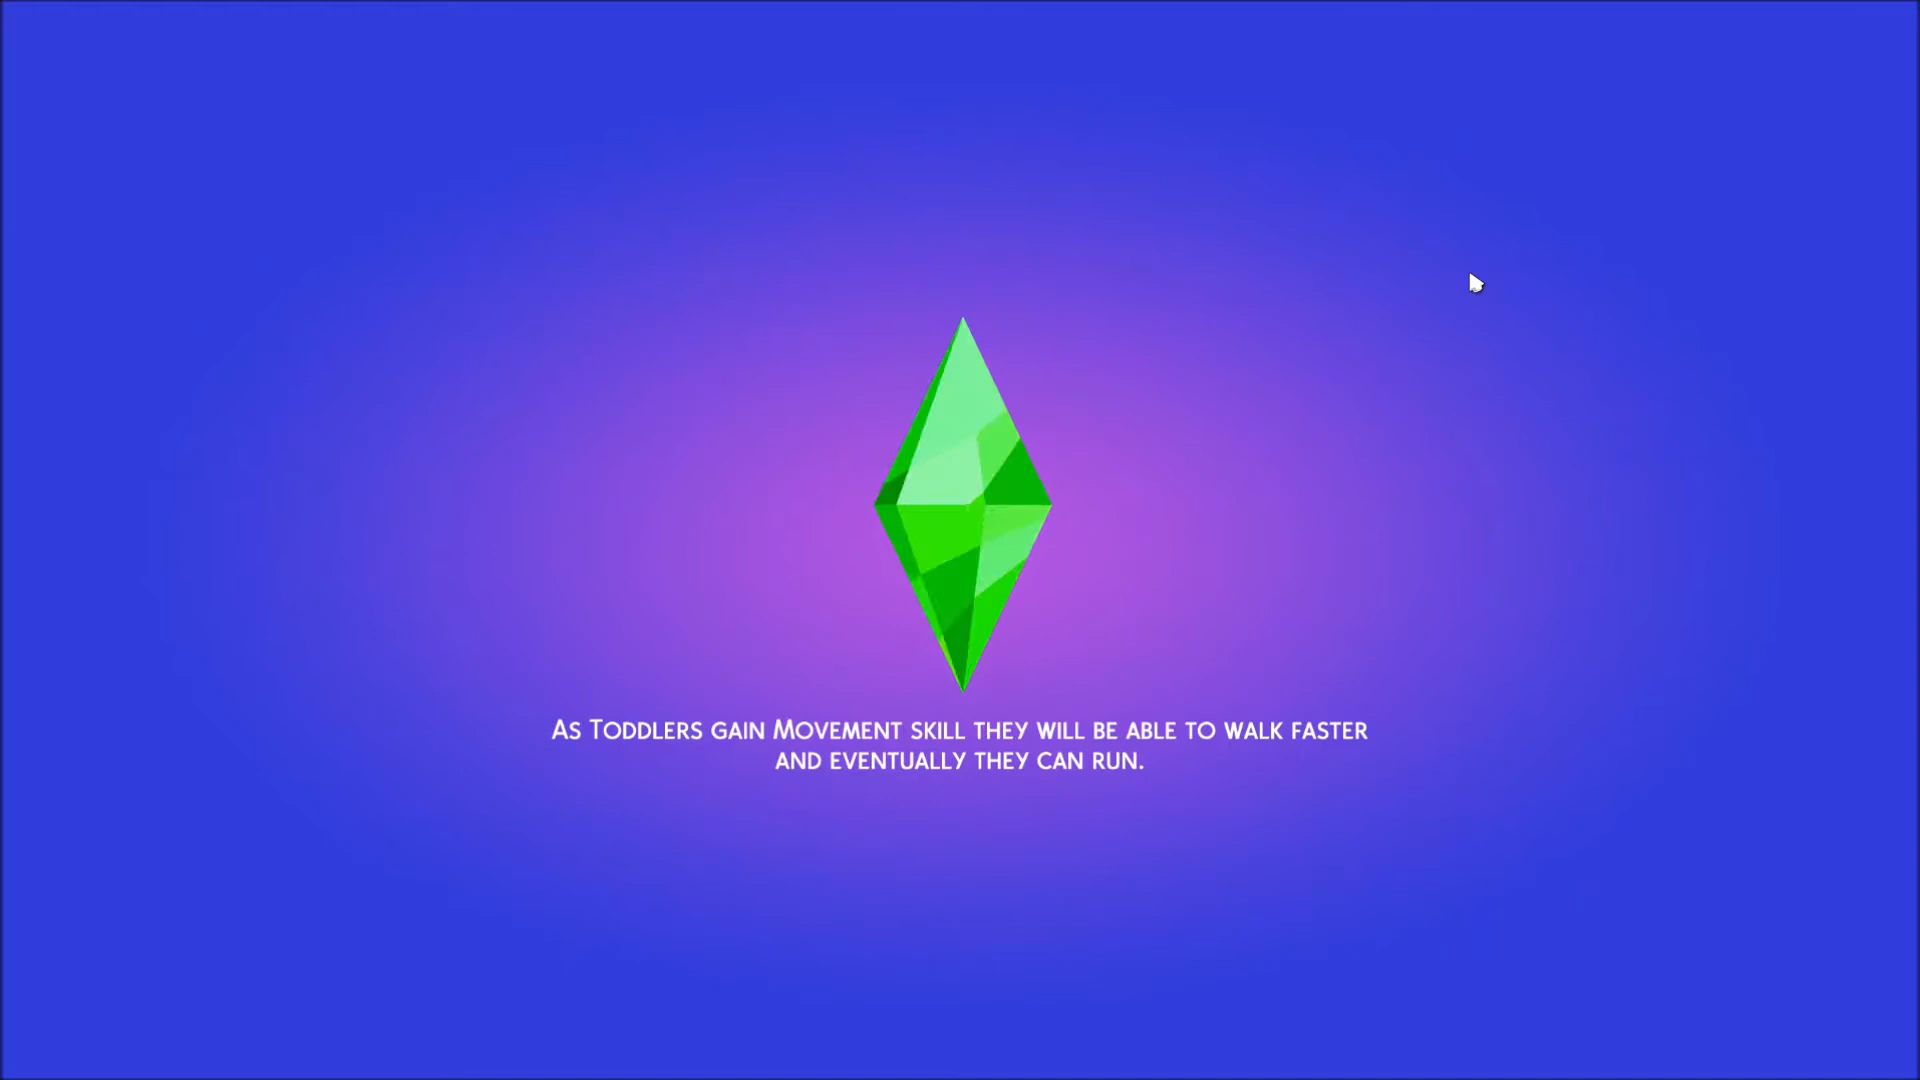 As Toddlers gain Movement skill they will be able to walk faster
and eventually they can run.